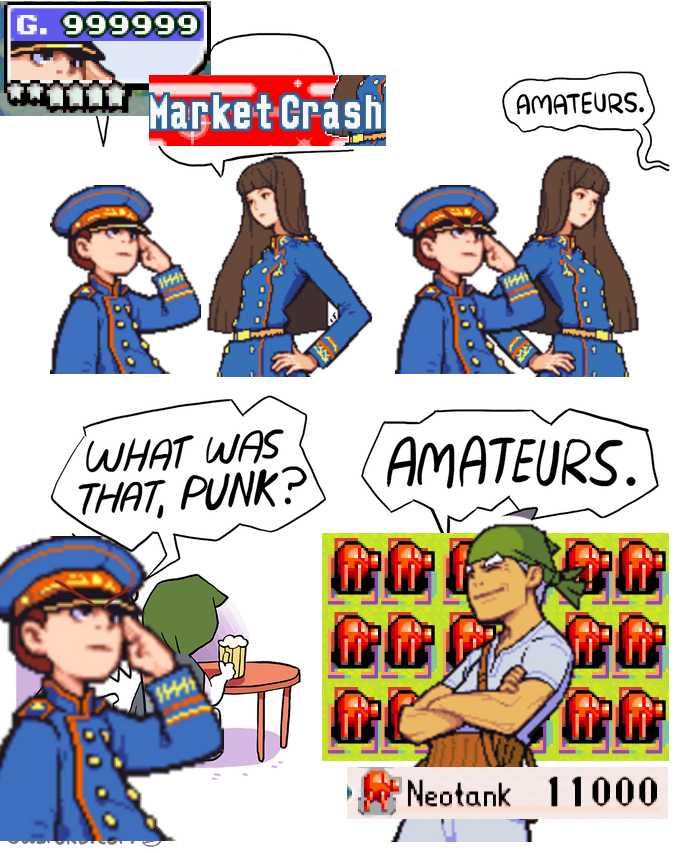 G. 999999
Market Crash
AMATEURS.
WHAT WAS
THAT, PUNK?
AMATEURS.
Neotank 11000